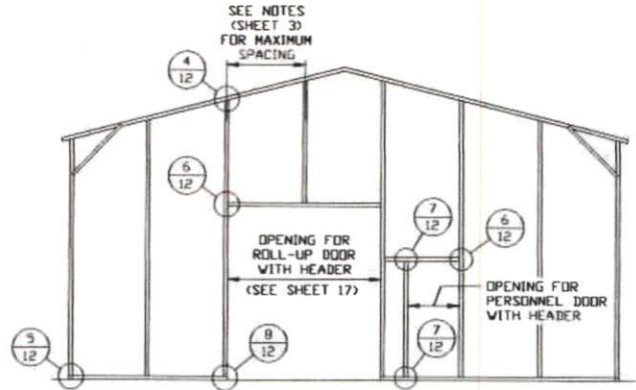 SEE NOTES
(SHEET 3)
FOR MAXIMUM
SPACING
4
12
6
12
7
12
6
12
OPENING FOR
ROLL-UP DOOR
WITH HEADER
(SEE SHEET 17)
OPENING FOR
PERSONNEL DOOR
WITH HEADER
5
12
8
12
7
12